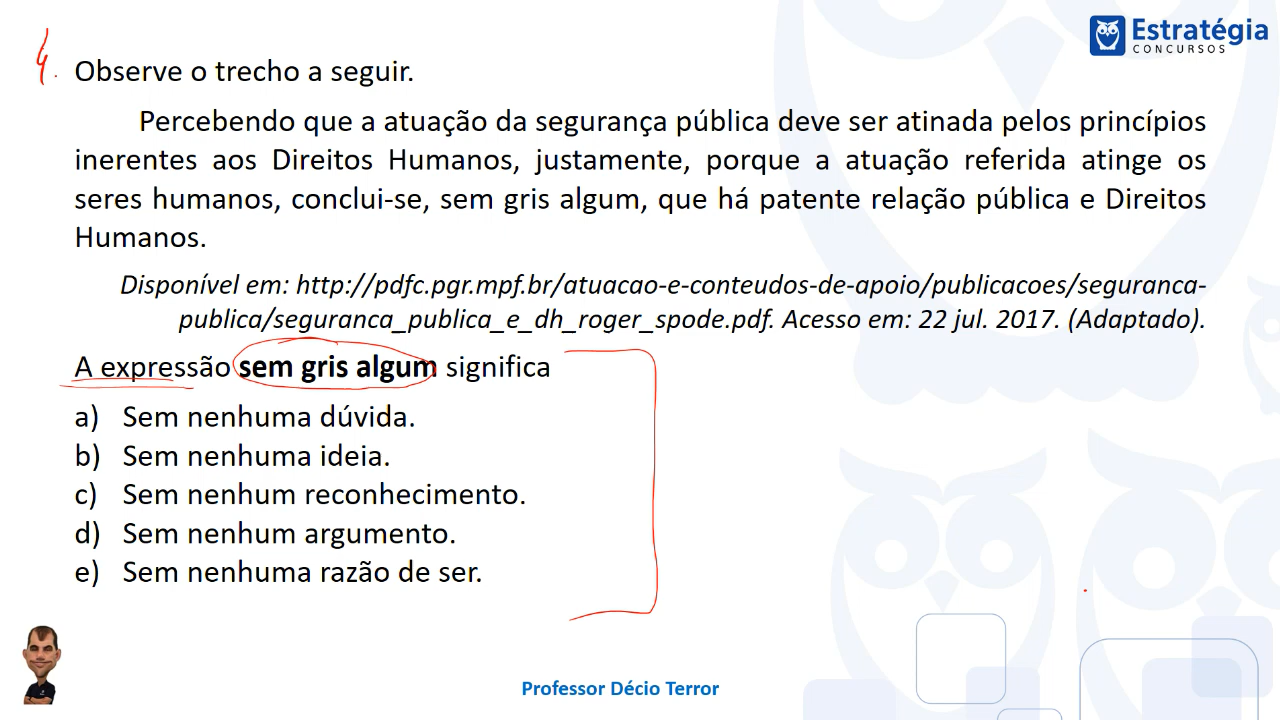 Estratégia
CONCURSOS
4.
Observe o trecho a seguir.
Percebendo que a atuação da segurança pública deve ser atinada pelos princípios
inerentes aos Direitos Humanos, justamente, porque a atuação referida atinge os
seres humanos, conclui-se, sem gris algum, que há patente relação pública e Direitos
Humanos.
Disponível em: http://pdfc.pgr.mpf.br/atuacao-e-conteudos-de-apoio/publicacoes/seguranca-
publica/seguranca_publica_e_dh_roger_spode.pdf. Acesso em: 22 jul. 2017. (Adaptado).
A expressão sem gris algum significa
a) Sem nenhuma dúvida.
b) Sem nenhuma ideia.
c) Sem nenhum reconhecimento.
d) Sem nenhum argumento.
e) Sem nenhuma razão de ser.
Professor Décio Terror